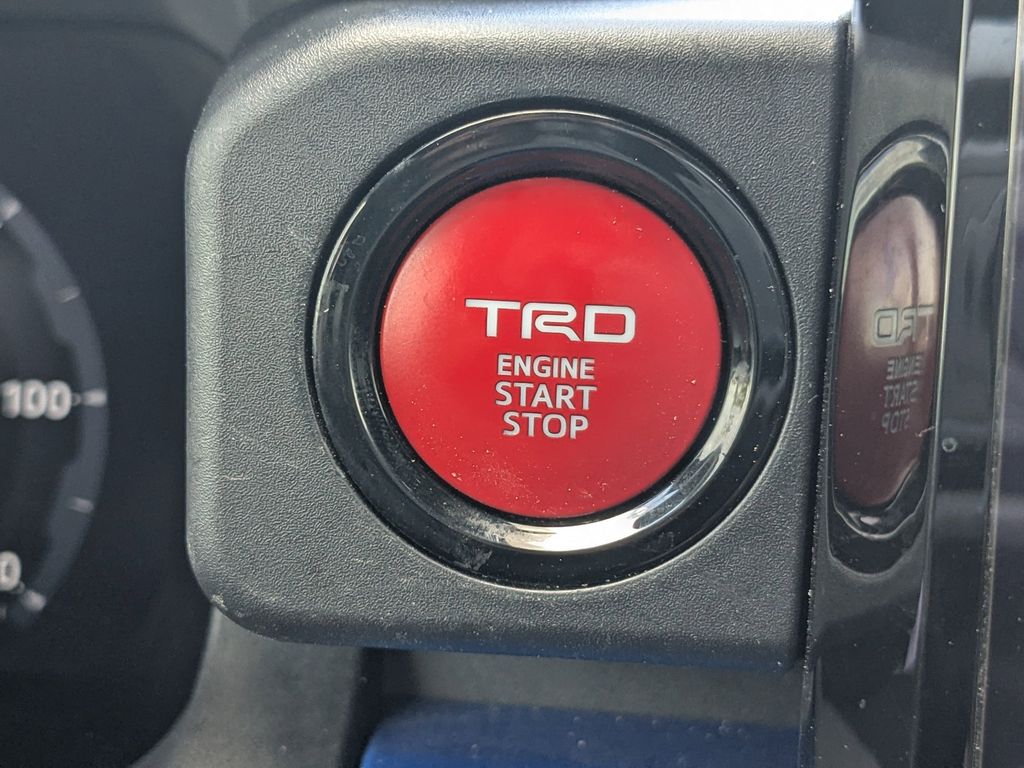 TRD
ENGINE
START
STOP
100